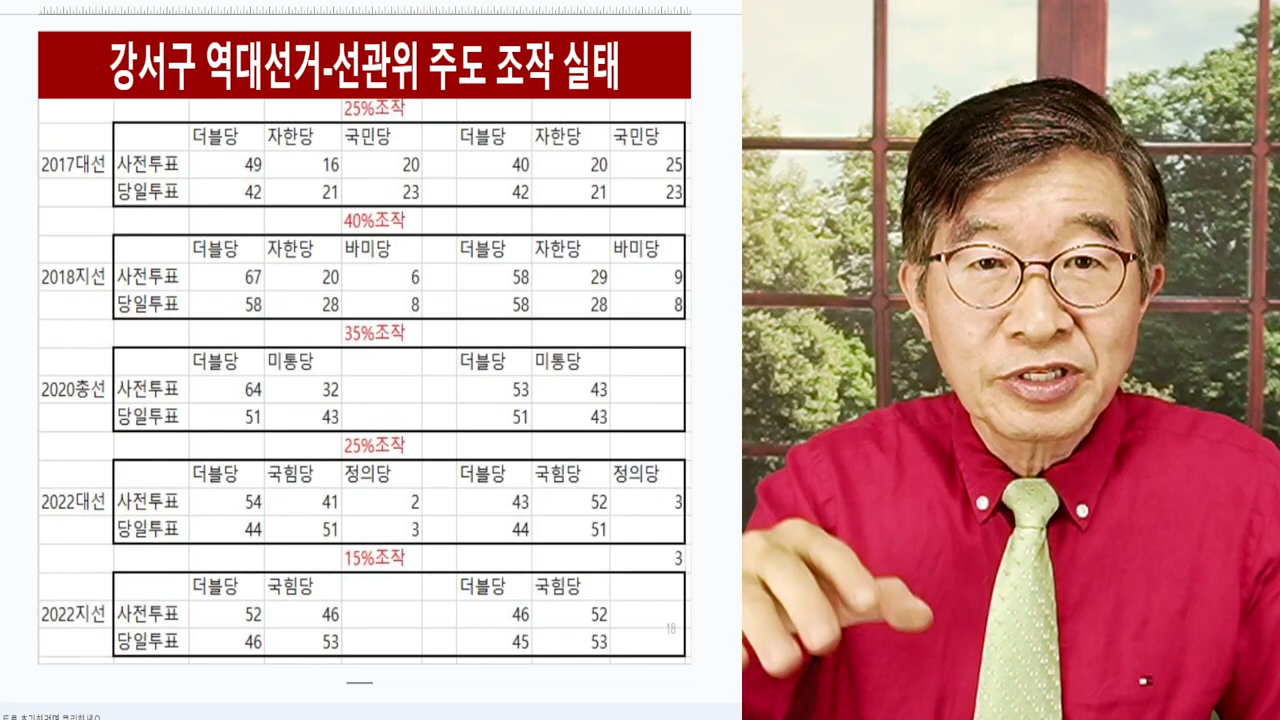 강서구 역대선거-선관위 주도 조작 실태
25%조작
더블당 자한당 국민당 더블당 자한당 국민당
2017대선 사전투표 49 16 20 40 20 25
당일투표 42 21 23 42 21 23
40%조작
더블당 자한당 바미당 더블당 자한당 바미당
2018지선 사전투표 67 20 6 58 29 9
당일투표 58 28 8 58 28 8
35%조작
더블당 미통당 더블당 미통당
2020총선 사전투표 64 32 53 43
당일투표 51 43 51 43
25%조작
더블당 국힘당 정의당 더블당 국힘당 정의당
2022대선 사전투표 54 41 2 43 52 3
당일투표 44 51 3 44 51
15%조작 3
더블당 국힘당 더블당 국힘당
2022지선 사전투표 52 46 46 52
18
당일투표 46 53 45 53